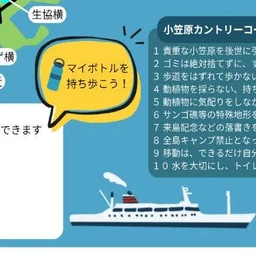 生協横
横
マイボトルを
持ち歩こう！
できます
小笠原カントリーコー
1 貴重な小笠原を後世に
2 ゴミは絶対捨てずに、
3 歩道をはずれて歩かない
4 動植物を採らない、持
5 動植物に気配りをしなが
6 サンゴ礁等の特殊地形を
7 来島記念などの落書きを
8 全島キャンプ禁止となっ
9 移動は、できるだけ自分
10 水を大切にし、トイレ